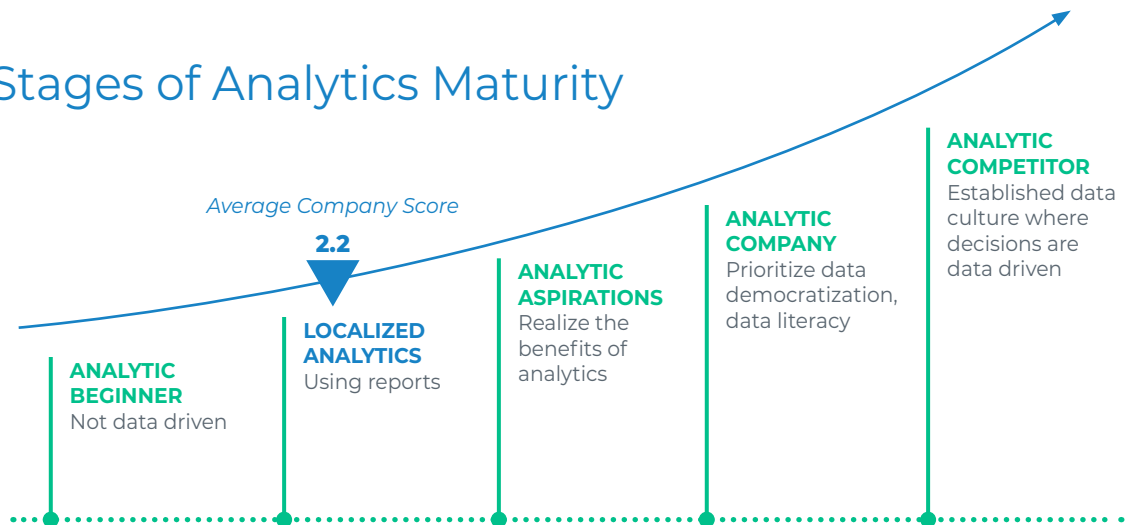 Stages of Analytics Maturity
Average Company Score
2.2
ANALYTIC
BEGINNER
Not data driven
LOCALIZED
ANALYTICS
Using reports
ANALYTIC
ASPIRATIONS
Realize the
benefits of
analytics
ANALYTIC
COMPANY
Prioritize data
democratization,
data literacy
ANALYTIC
COMPETITOR
Established data
culture where
decisions are
data driven